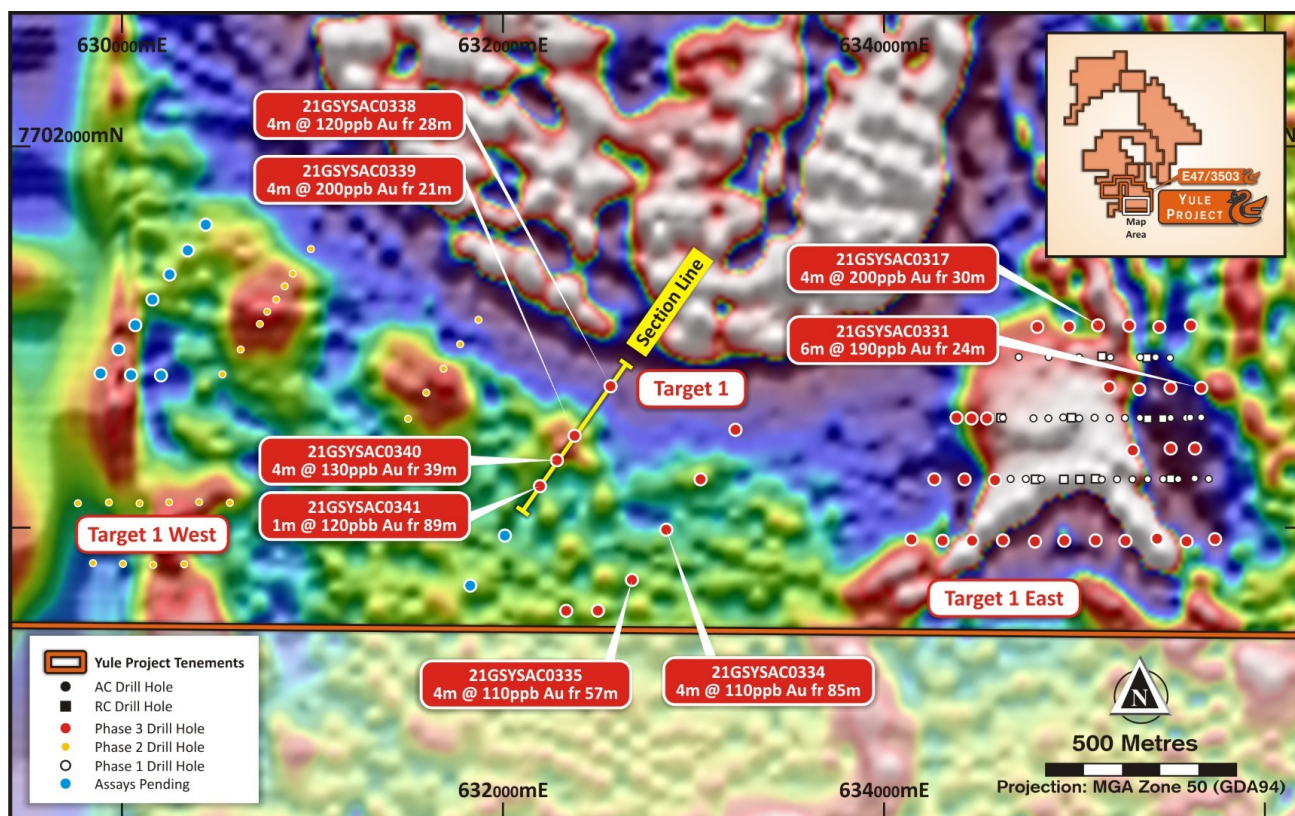 630000mE
632000mE
634000mE
7702000mN
N
21GSYSAC0338
4m @ 120ppb Au fr 28m
21GSYSAC0339
4m @ 200ppb Au fr 21m
E47/3503
YULE
PROJECT
Map
Area
Section Line
21GSYSAC0317
4m @ 200ppb Au fr 30m
21GSYSAC0331
6m @ 190ppb Au fr 24m
Target 1
21GSYSAC0340
4m @ 130ppb Au fr 39m
21GSYSAC0341
1m @ 120pbb Au fr 89m
Target 1 West
Target 1 East
21GSYSAC0335
4m @ 110ppb Au fr 57m
21GSYSAC0334
4m @ 110ppb Au fr 85m
Yule Project Tenements
AC Drill Hole
RC Drill Hole
Phase 3 Drill Hole
Phase 2 Drill Hole
Phase 1 Drill Hole
Assays Pending
N
500 Metres
Projection: MGA Zone 50 (GDA94)
632000mE
634000mE